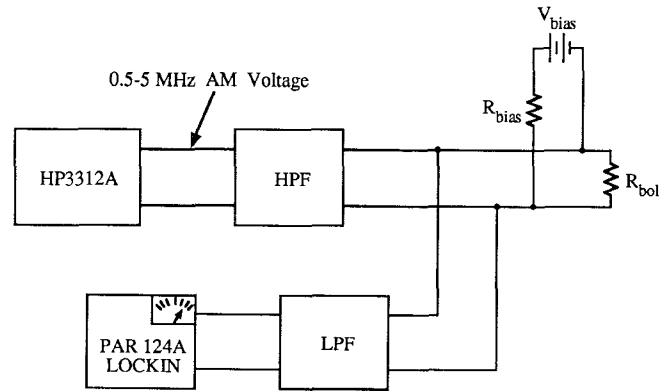 V_bias
0.5-5 MHz AM Voltage
R_bias
HP3312A
HPF
R_bol
PAR 124A
LOCKIN
LPF